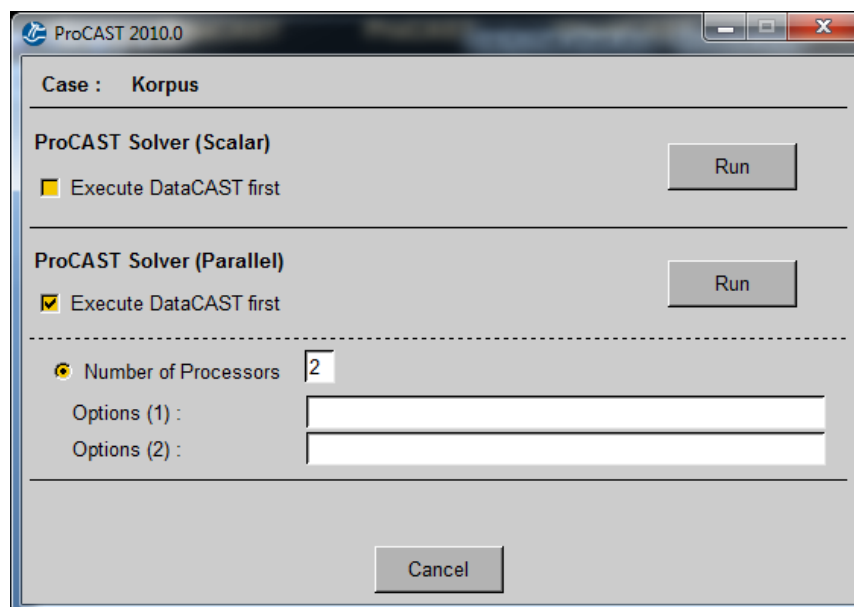 ProCAST 2010.0
Case : Korpus
ProCAST Solver (Scalar)
Run
Execute DataCAST first
ProCAST Solver (Parallel)
Run
Execute DataCAST first
Number of Processors 2
Options (1) :
Options (2) :
Cancel